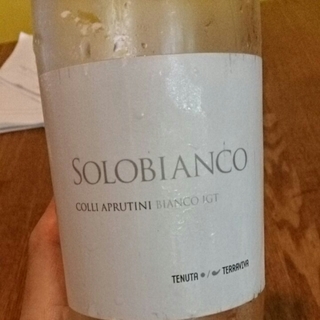 SOLOBIANCO
COLLI APRUTINI BIANCO IGT
TENUTA TERRAVIVA